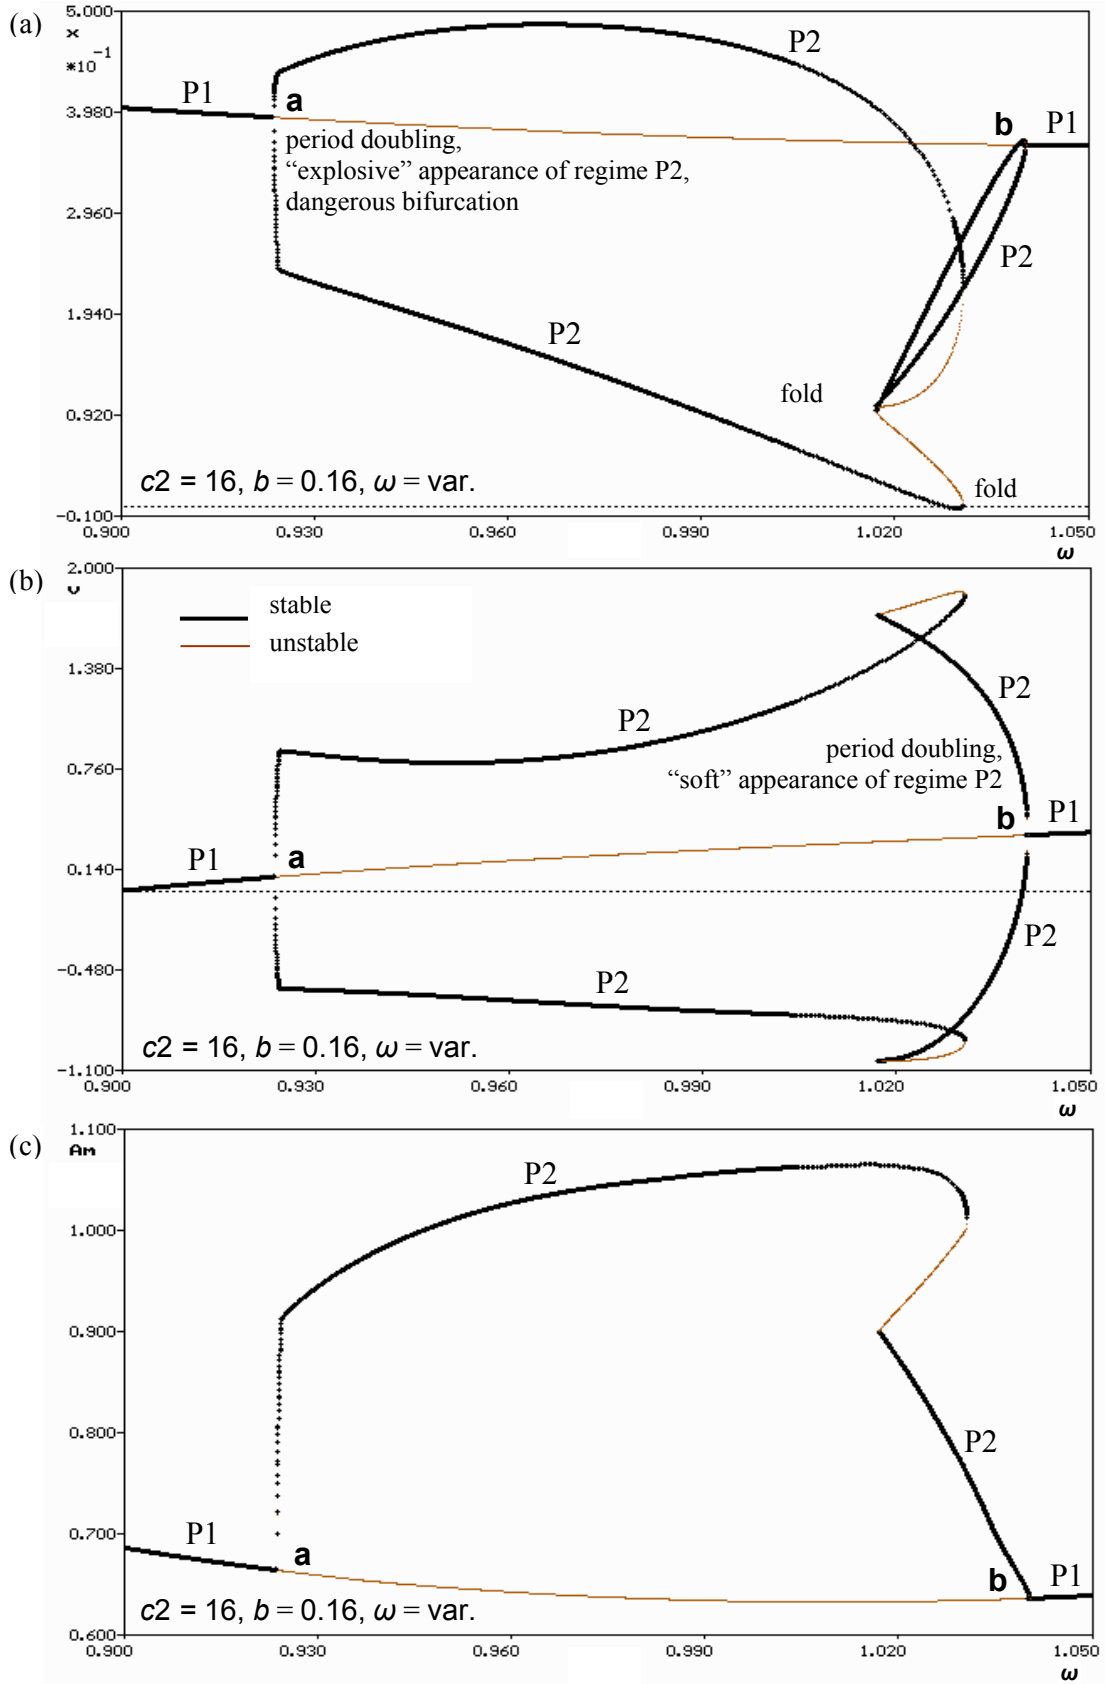 (a)
5.000
x
*10⁻¹
3.980
2.960
1.940
0.920
-0.100
P1
a
P2
b
P1
period doubling,
“explosive” appearance of regime P2,
dangerous bifurcation
P2
P2
fold
fold
c2 = 16, b = 0.16, ω = var.
0.900
0.930
0.960
0.990
1.020
1.050
ω
(b)
2.000
v
1.380
0.760
0.140
-0.480
-1.100
stable
unstable
P2
P2
period doubling,
“soft” appearance of regime P2
P1
a
b
P1
P2
P2
c2 = 16, b = 0.16, ω = var.
0.900
0.930
0.960
0.990
1.020
1.050
ω
(c)
1.100
Am
1.000
0.900
0.800
0.700
0.600
P2
P2
P1
a
b
P1
c2 = 16, b = 0.16, ω = var.
0.900
0.930
0.960
0.990
1.020
1.050
ω